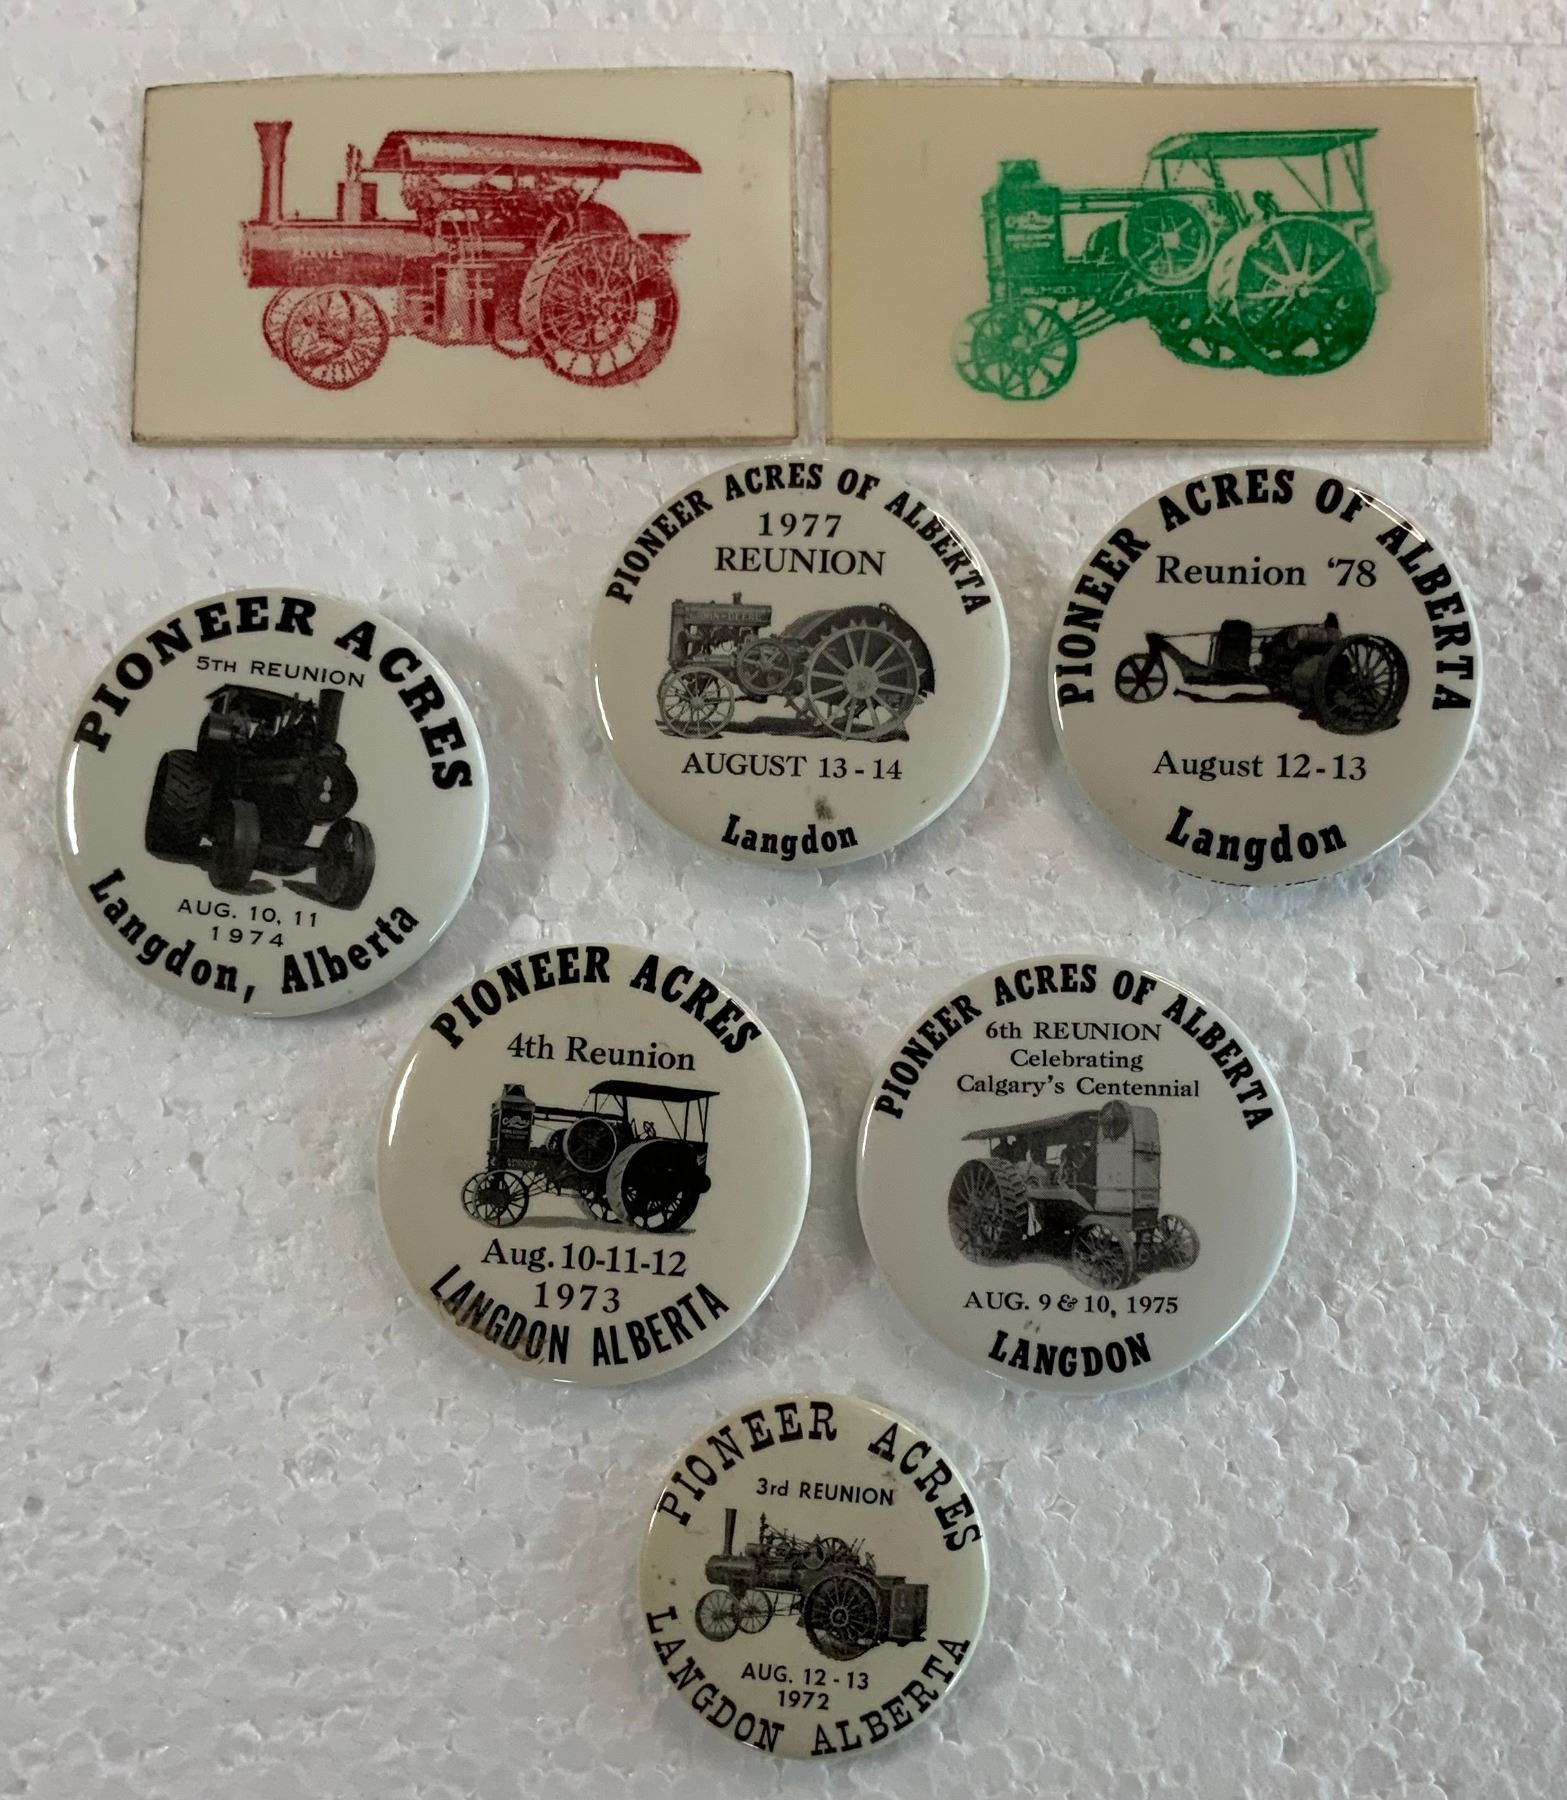 PIONEER ACRES OF ALBERTA
1977
REUNION
JOHN DEERE
AUGUST 13-14
Langdon
PIONEER ACRES OF ALBERTA
Reunion '78
August 12-13
Langdon
PIONEER ACRES
5TH REUNION
AUG. 10, 11
1974
Langdon, Alberta
PIONEER ACRES
4th Reunion
Aug. 10-11-12
1973
LANGDON ALBERTA
PIONEER ACRES OF ALBERTA
6th REUNION
Celebrating
Calgary's Centennial
AUG. 9 & 10, 1975
LANGDON
PIONEER ACRES
3rd REUNION
AUG. 12-13
1972
LANGDON ALBERTA